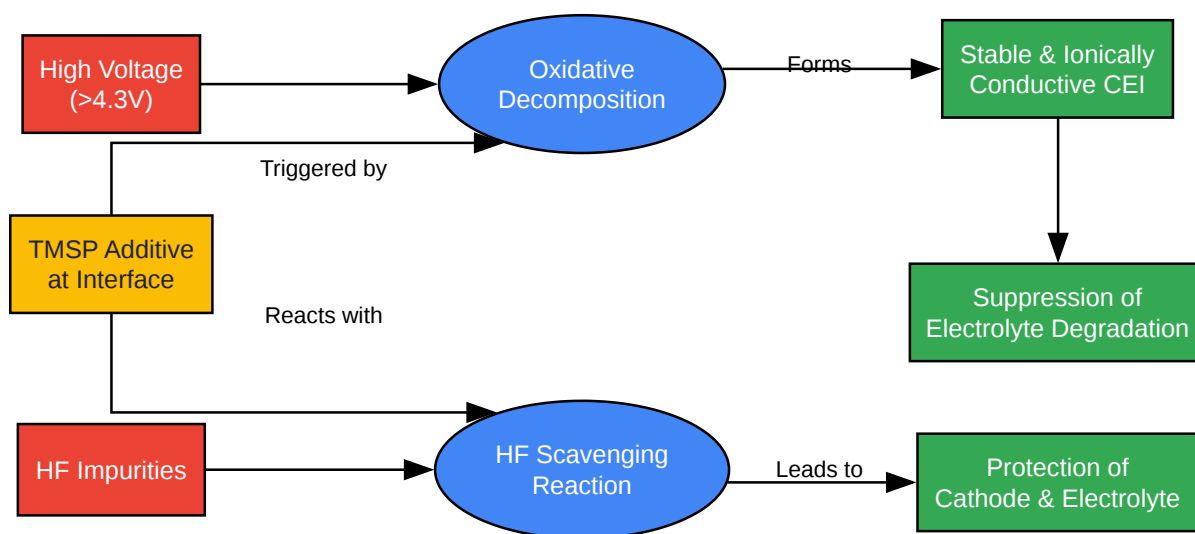 High Voltage
(>4.3V)
Oxidative
Decomposition
Forms
Stable & Ionically
Conductive CEI
Triggered by
TMSP Additive
at Interface
Suppression of
Electrolyte Degradation
Reacts with
HF Impurities
HF Scavenging
Reaction
Leads to
Protection of
Cathode & Electrolyte